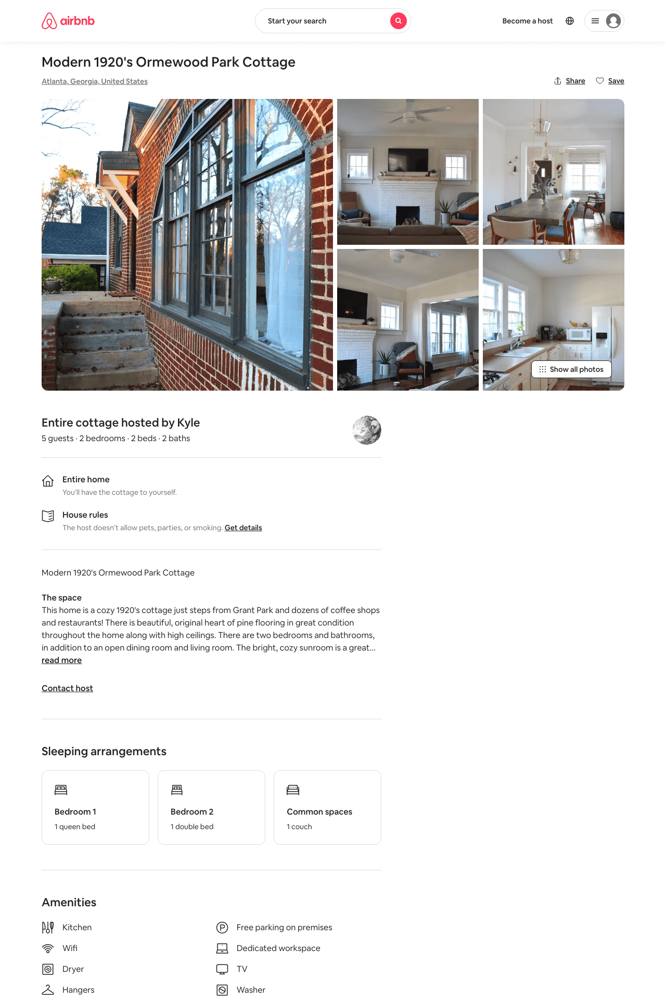 airbnb
Start your search
Become a host
Modern 1920's Ormewood Park Cottage
Atlanta, Georgia, United States
Share
Save
Show all photos
Entire cottage hosted by Kyle
5 guests · 2 bedrooms · 2 beds · 2 baths
Entire home
You’ll have the cottage to yourself.
House rules
The host doesn’t allow pets, parties, or smoking. Get details
Modern 1920's Ormewood Park Cottage
The space
This home is a cozy 1920's cottage just steps from Grant Park and dozens of coffee shops
and restaurants! There is beautiful, original heart of pine flooring in great condition
throughout the home along with high ceilings. There are two bedrooms and bathrooms,
in addition to an open dining room and living room. The bright, cozy sunroom is a great...
read more
Contact host
Sleeping arrangements
Bedroom 1
1 queen bed
Bedroom 2
1 double bed
Common spaces
1 couch
Amenities
Kitchen
Free parking on premises
Wifi
Dedicated workspace
Dryer
TV
Hangers
Washer